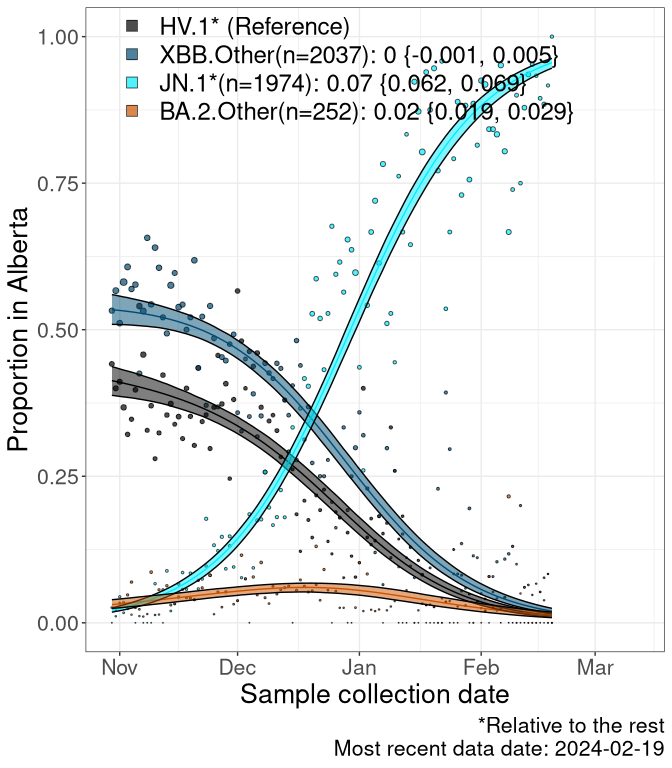 HV.1* (Reference)
XBB.Other(n=2037): 0 {-0.001, 0.005}
JN.1*(n=1974): 0.07 {0.062, 0.069}
BA.2.Other(n=252): 0.02 {0.019, 0.029}
1.00
0.75
0.50
0.25
0.00
Proportion in Alberta
Nov Dec Jan Feb Mar
Sample collection date
*Relative to the rest
Most recent data date: 2024-02-19